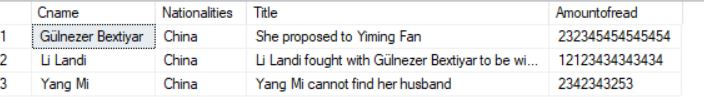 Cname Nationalities Title Amountofread
1 Gülnezer Bextiyar China She proposed to Yiming Fan 232345454545454
2 Li Landi China Li Landi fought with Gülnezer Bextiyar to be wi... 12123434343434
3 Yang Mi China Yang Mi cannot find her husband 2342343253